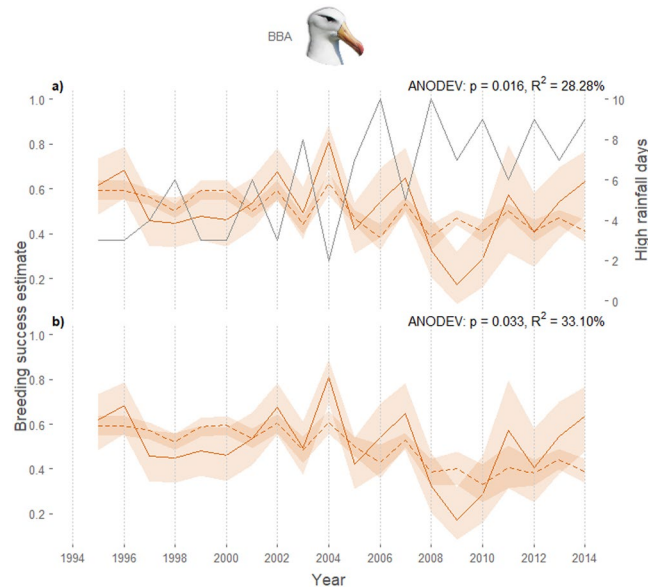 BBA
a)
ANODEV: p = 0.016, R² = 28.28%
1.0
0.8
0.6
0.4
0.2
10
8
6
4
2
0
High rainfall days
Breeding success estimate
b)
ANODEV: p = 0.033, R² = 33.10%
1.0
0.8
0.6
0.4
0.2
1994 1996 1998 2000 2002 2004 2006 2008 2010 2012 2014
Year